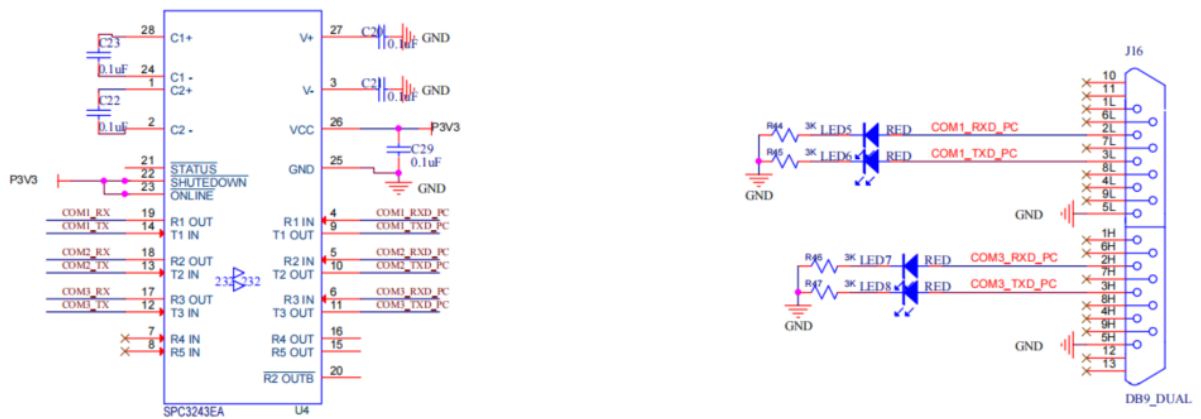 28 C1+ V+ 27 C20 GND
C23 0.1uF
0.1uF 24 C1 -
1 C2+ V- 3 C21 GND
C22 0.1uF
0.1uF 2 C2 - VCC 26 P3V3
C29
0.1uF
21 STATUS GND 25
P3V3 22 SHUTEDOWN GND
23 ONLINE
COM1_RX 19 R1 OUT R1 IN 4 COM1_RXD_PC
COM1_TX 14 T1 IN T1 OUT 9 COM1_TXD_PC
COM2_RX 18 R2 OUT R2 IN 5 COM2_RXD_PC
COM2_TX 13 T2 IN T2 OUT 10 COM2_TXD_PC
232 232
COM3_RX 17 R3 OUT R3 IN 6 COM3_RXD_PC
COM3_TX 12 T3 IN T3 OUT 11 COM3_TXD_PC
7 R4 IN R4 OUT 16
8 R5 IN R5 OUT 15
R2 OUTB 20
SPC3243EA U4
J16
10
11
1L
6L
R44 3K LED5 RED COM1_RXD_PC 2L
7L
R45 3K LED6 RED COM1_TXD_PC 3L
8L
GND 4L
9L
GND 5L
1H
6H
R46 3K LED7 RED COM3_RXD_PC 2H
7H
R47 3K LED8 RED COM3_TXD_PC 3H
8H
GND 4H
9H
GND 5H
12
13
DB9_DUAL